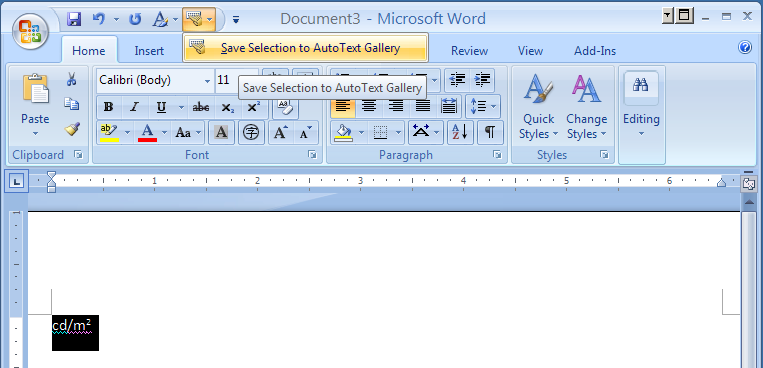 Document3 - Microsoft Word
Save Selection to AutoText Gallery
Home Insert Review View Add-Ins
Calibri (Body) 11
Save Selection to AutoText Gallery
Paste
B I U abc x₂ x²
ab A Aa A 字 A A
A Z ¶
Quick Styles
Change Styles
Editing
Clipboard Font Paragraph Styles
L 1 2 3 4 5 6
cd/m²